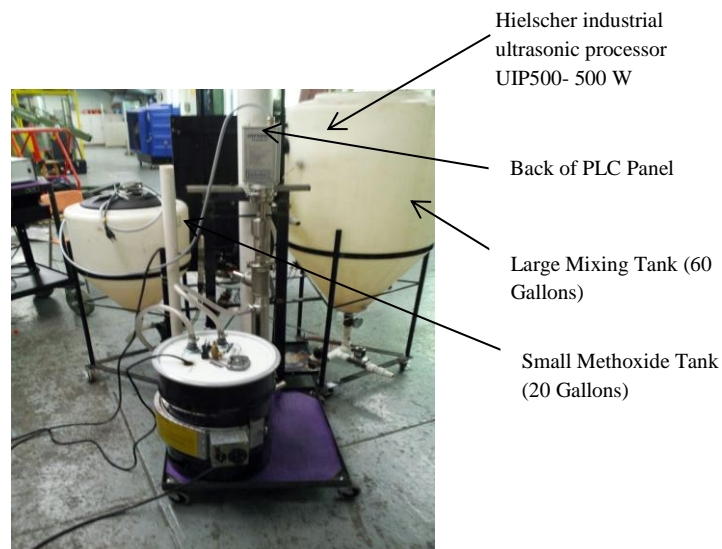 Hielscher industrial
ultrasonic processor
UIP500- 500 W
Back of PLC Panel
Large Mixing Tank (60
Gallons)
Small Methoxide Tank
(20 Gallons)